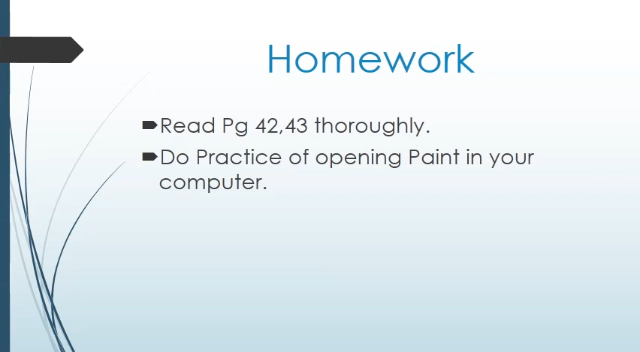 Homework
Read Pg 42,43 thoroughly.
Do Practice of opening Paint in your
computer.